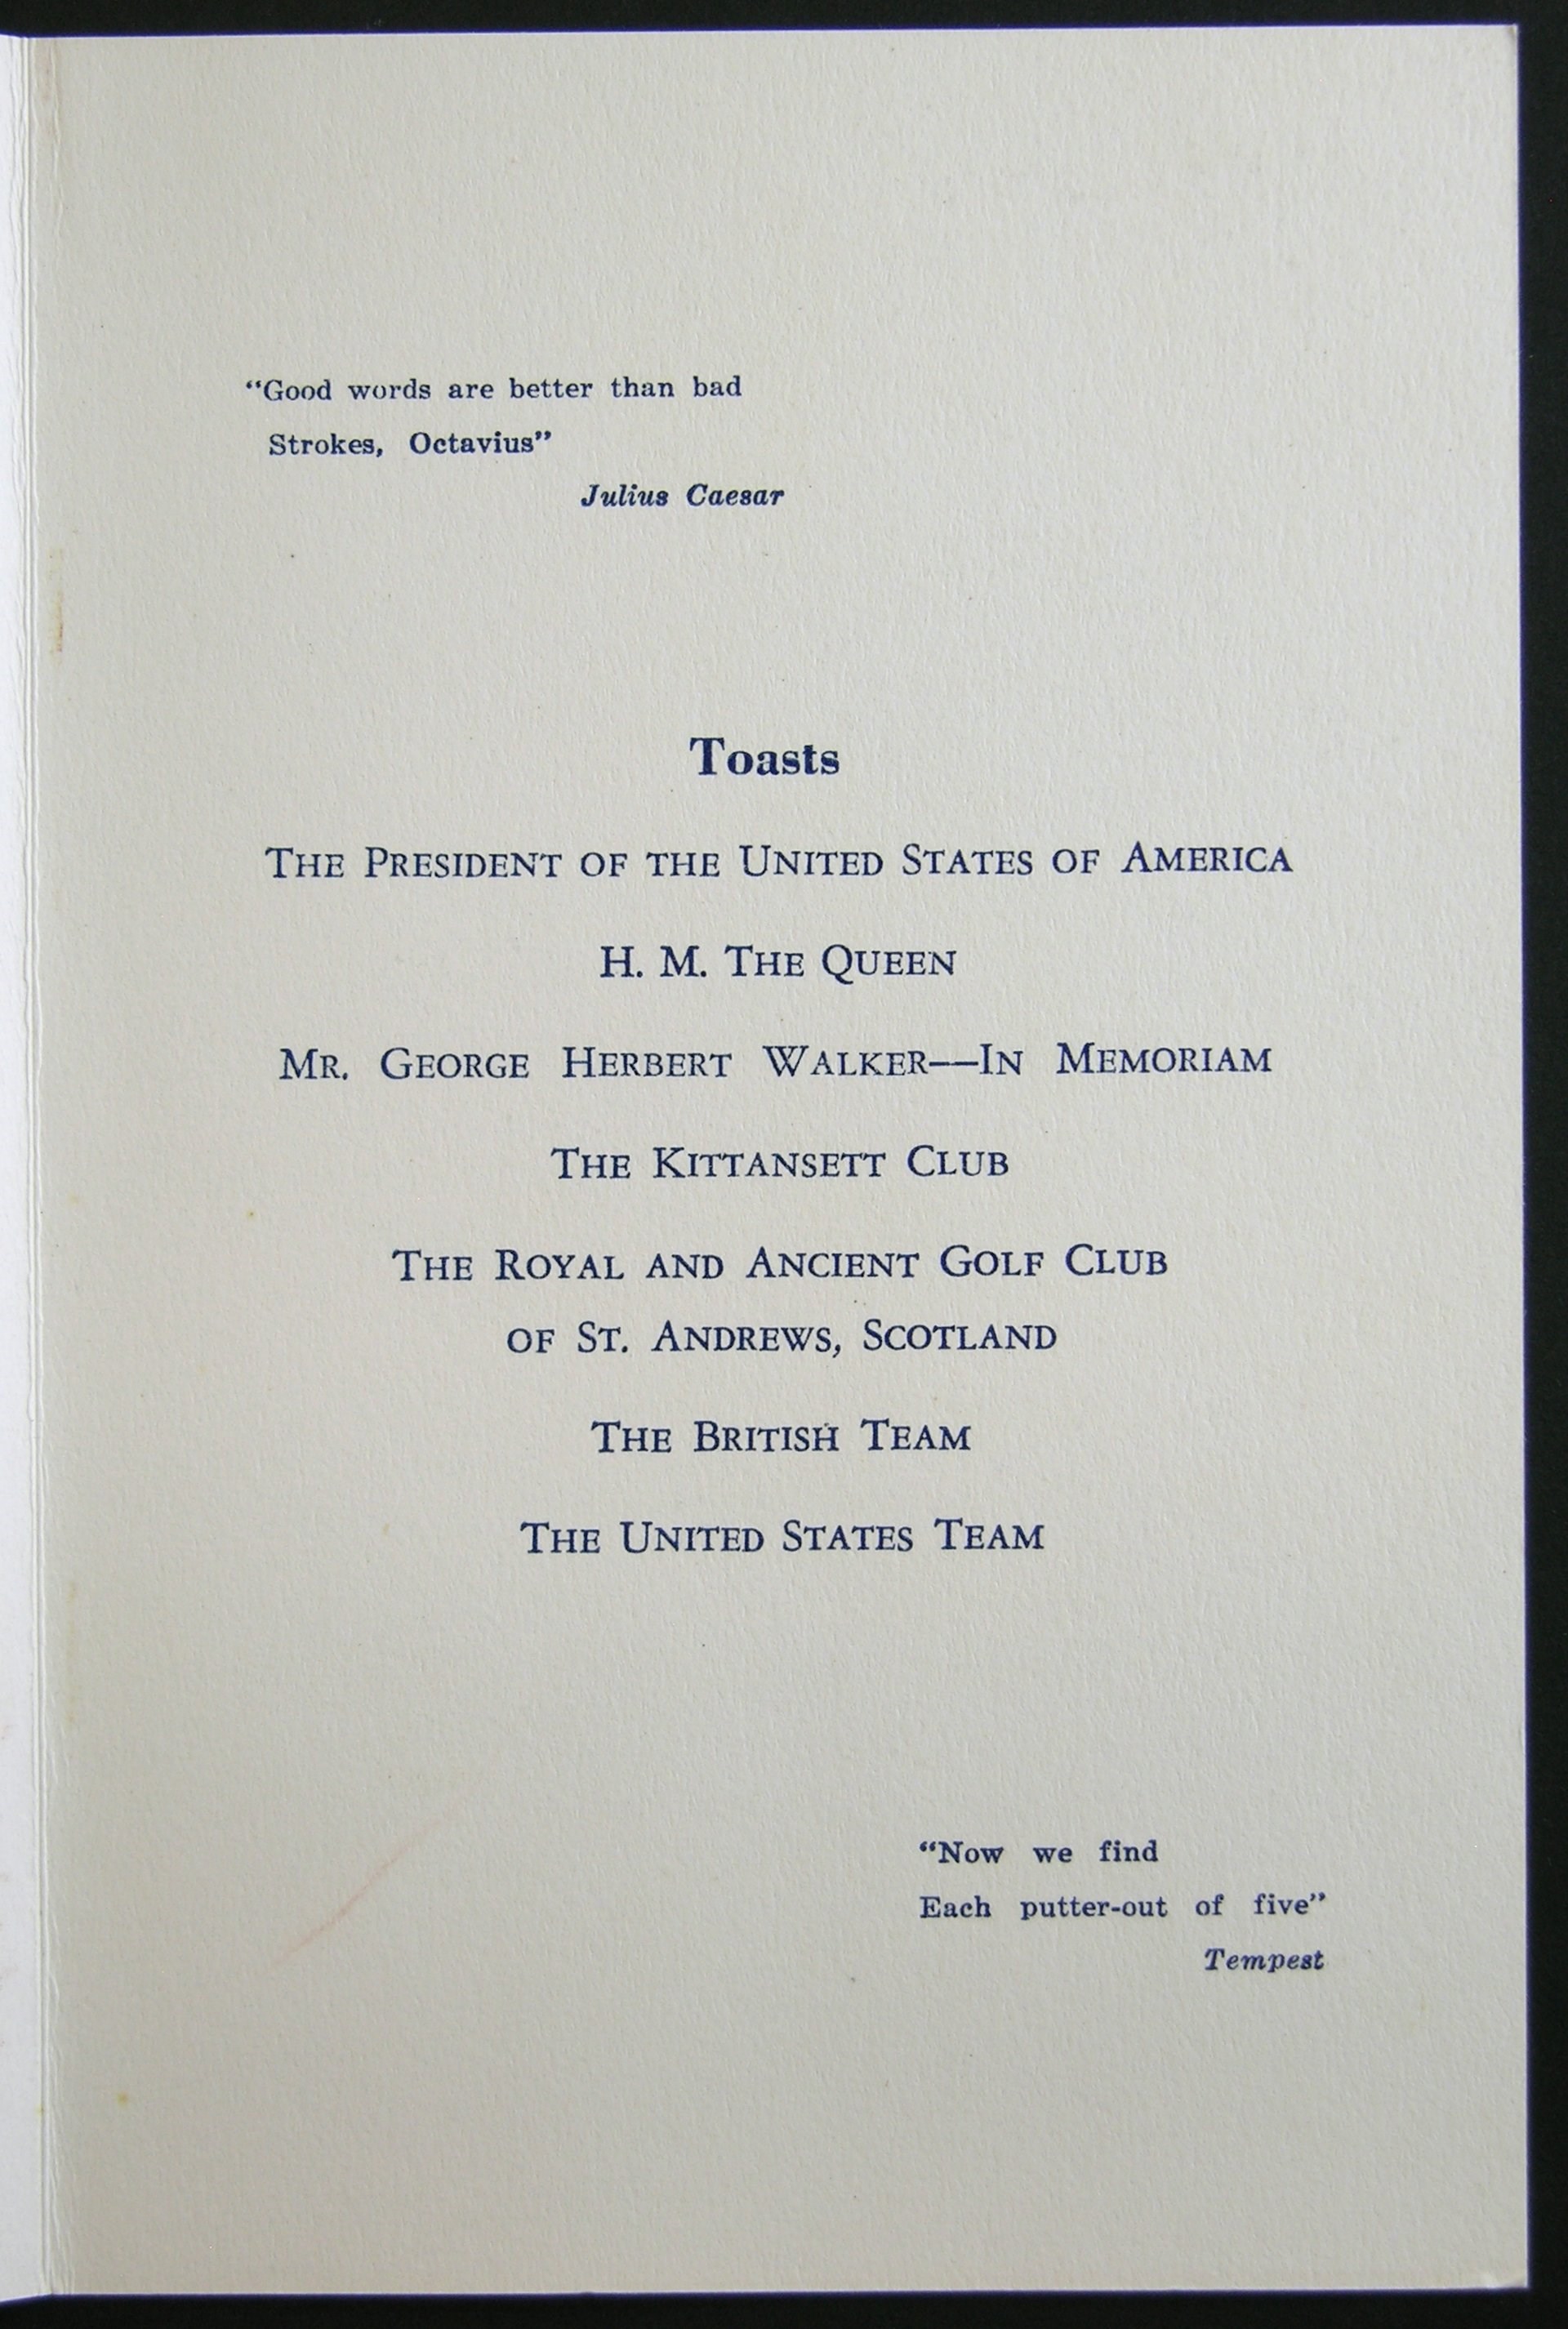 “Good words are better than bad
Strokes, Octavius”
Julius Caesar
Toasts
The President of the United States of America
H. M. The Queen
Mr. George Herbert Walker—In Memoriam
The Kittansett Club
The Royal and Ancient Golf Club
of St. Andrews, Scotland
The British Team
The United States Team
“Now we find
Each putter-out of five”
Tempest